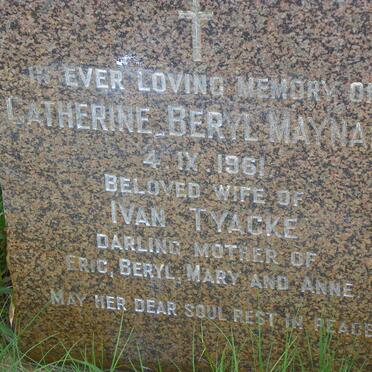 IN EVER LOVING MEMORY OF
CATHERINE BERYL MAYNA
4. IX. 1961
BELOVED WIFE OF
IVAN TYACKE
DARLING MOTHER OF
ERIC, BERYL, MARY AND ANNE
MAY HER DEAR SOUL REST IN PEACE